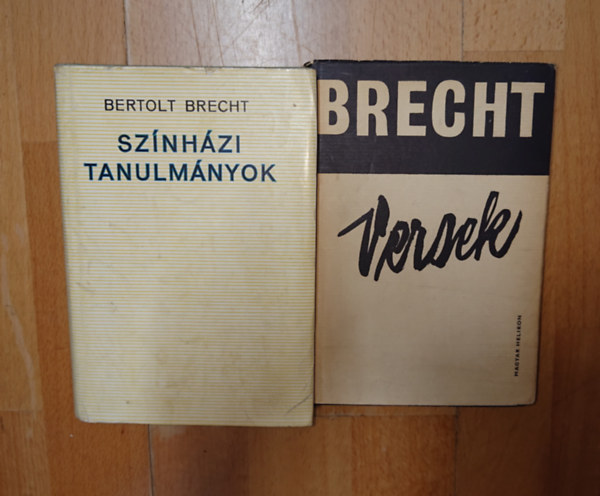 BERTOLT BRECHT
SZÍNHÁZI
TANULMÁNYOK
BRECHT
Versek
MAGYAR HELIKON